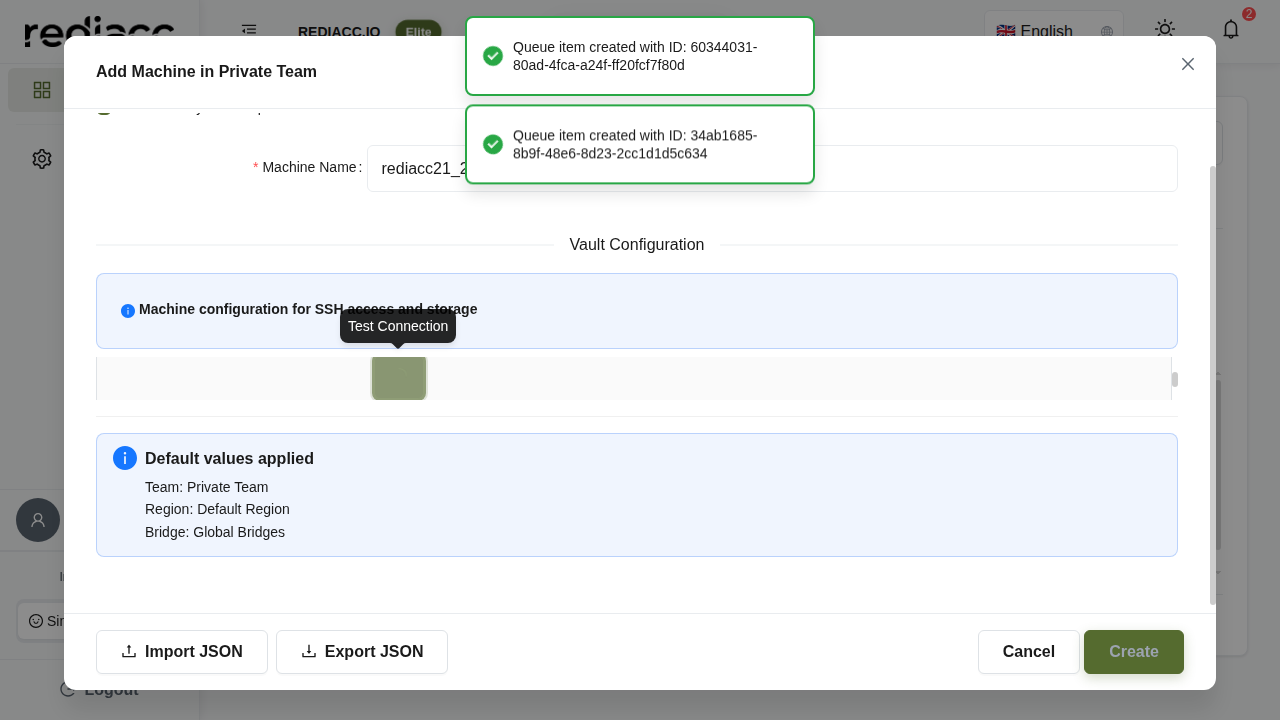 rediacc
REDIACC.IO
Elite
English
2
Queue item created with ID: 60344031-
80ad-4fca-a24f-ff20fcf7f80d
Queue item created with ID: 34ab1685-
8b9f-48e6-8d23-2cc1d1d5c634
Add Machine in Private Team
* Machine Name:
rediacc21_2
Vault Configuration
Machine configuration for SSH access and storage
Test Connection
Default values applied
Team: Private Team
Region: Default Region
Bridge: Global Bridges
Import JSON
Export JSON
Cancel
Create
Logout